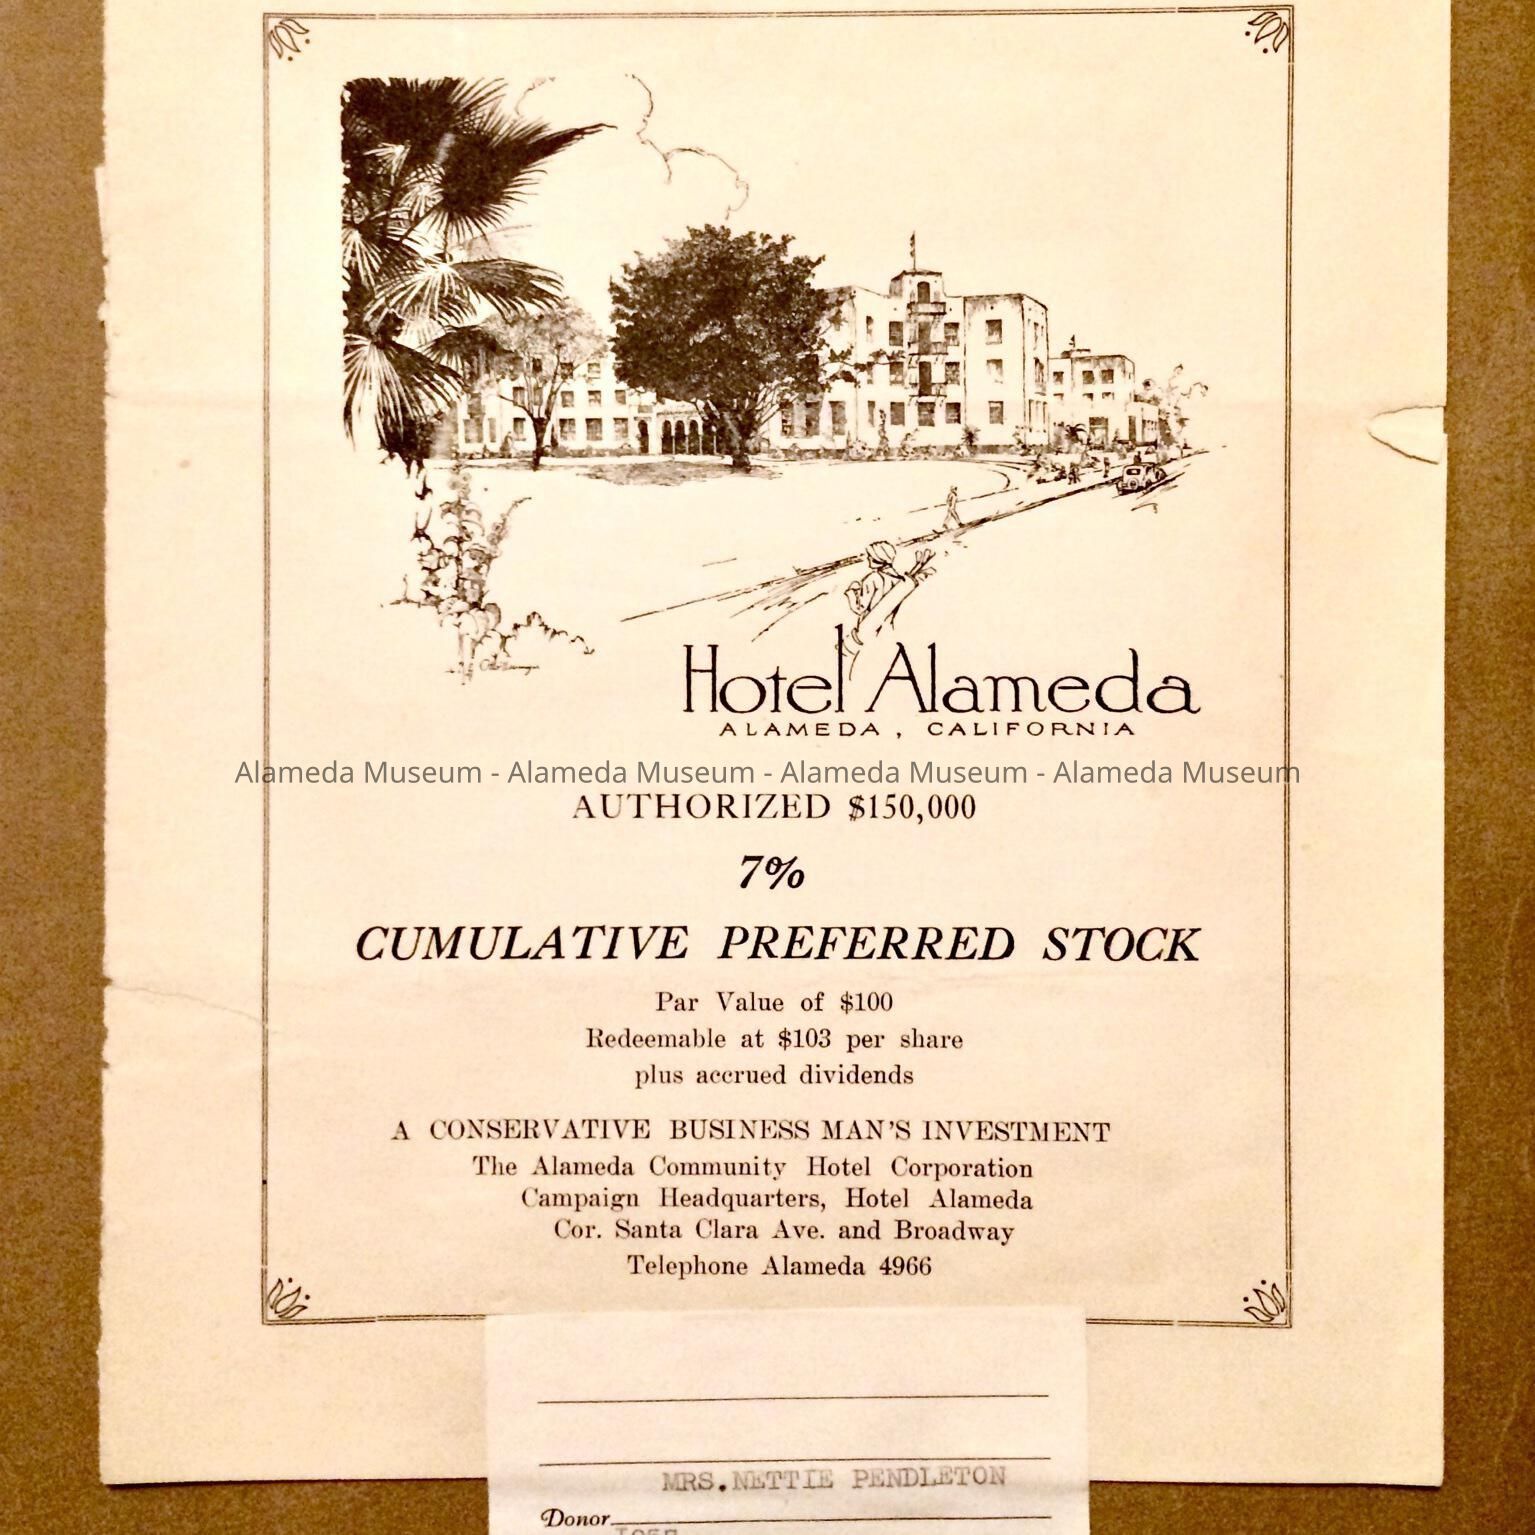 Hotel Alameda
ALAMEDA, CALIFORNIA
Alameda Museum - Alameda Museum - Alameda Museum - Alameda Museum
AUTHORIZED $150,000
7%
CUMULATIVE PREFERRED STOCK
Par Value of $100
Redeemable at $103 per share
plus accrued dividends
A CONSERVATIVE BUSINESS MAN'S INVESTMENT
The Alameda Community Hotel Corporation
Campaign Headquarters, Hotel Alameda
Cor. Santa Clara Ave. and Broadway
Telephone Alameda 4966
MRS.NETTIE PENDLETON
Donor